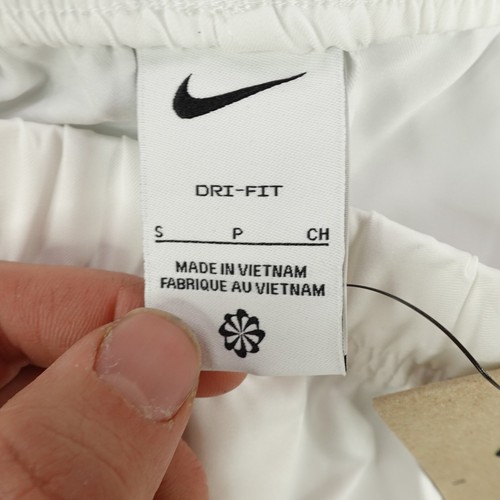 DRI-FIT
S P CH
MADE IN VIETNAM
FABRIQUE AU VIETNAM